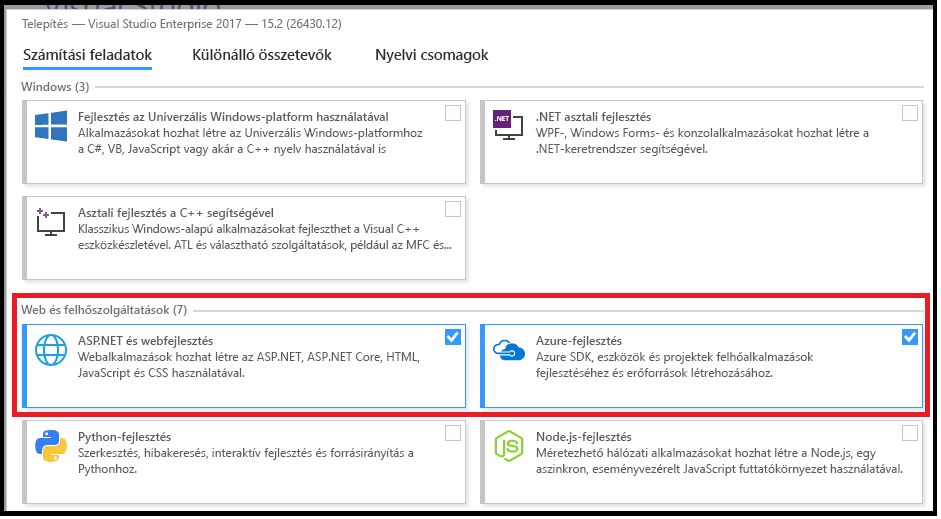 Telepítés — Visual Studio Enterprise 2017 — 15.2 (26430.12)
Számítási feladatok Különálló összetevők Nyelvi csomagok
Windows (3)
Fejlesztés az Univerzális Windows-platform használatával
Alkalmazásokat hozhat létre az Univerzális Windows-platformhoz
a C#, VB, JavaScript vagy akár a C++ nyelv használatával is
.NET
.NET asztali fejlesztés
WPF-, Windows Forms- és konzolalkalmazásokat hozhat létre a
.NET-keretrendszer segítségével.
Asztali fejlesztés a C++ segítségével
Klasszikus Windows-alapú alkalmazásokat fejleszthet a Visual C++
eszközkészletével. ATL és választható szolgáltatások, például az MFC és...
Web és felhőszolgáltatások (7)
ASP.NET és webfejlesztés
Webalkalmazások hozhat létre az ASP.NET, ASP.NET Core, HTML,
JavaScript és CSS használatával.
Azure-fejlesztés
Azure SDK, eszközök és projektek felhőalkalmazások
fejlesztéséhez és erőforrások létrehozásához.
Python-fejlesztés
Szerkesztés, hibakeresés, interaktív fejlesztés és forrásirányítás a
Pythonhoz.
JS
Node.js-fejlesztés
Méretezhető hálózati alkalmazásokat hozhat létre a Node.js, egy
aszinkron, eseményvezérelt JavaScript futtatókörnyezet használatával.